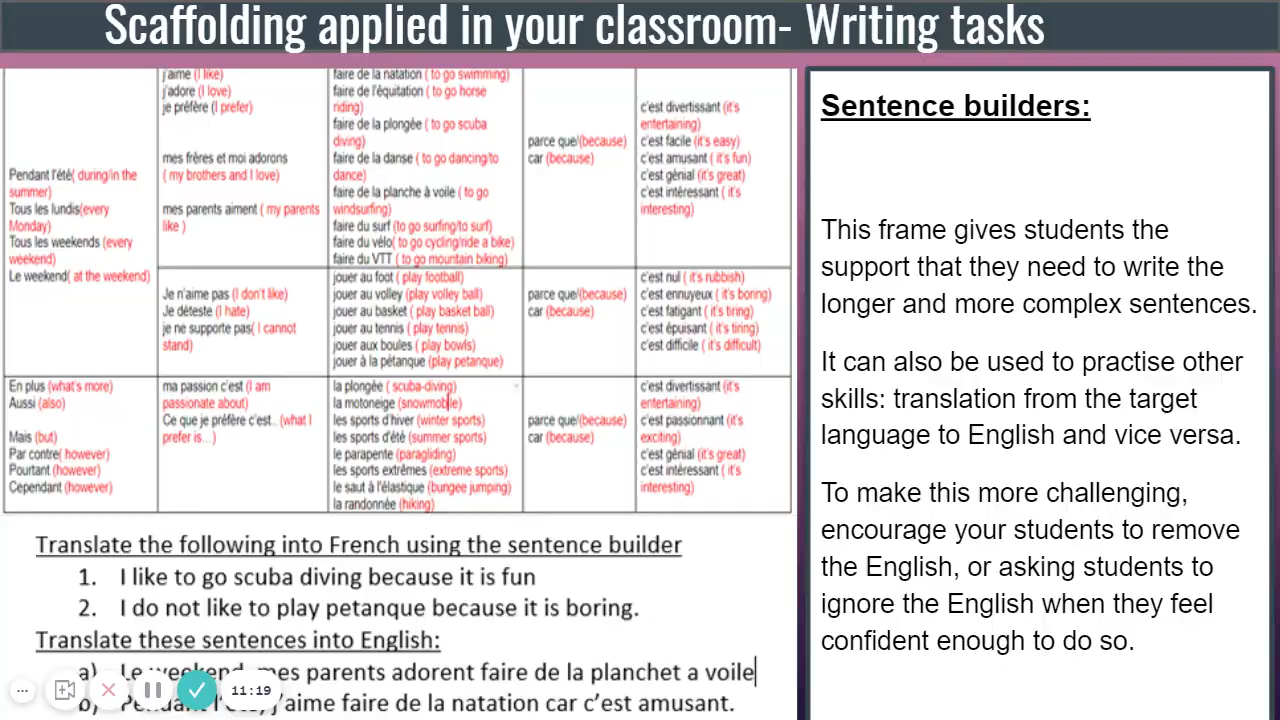 Scaffolding applied in your classroom- Writing tasks
Pendant l'été( during/in the
summer)
Tous les lundis(every
Monday)
Tous les weekends (every
weekend)
Le weekend( at the weekend)
j'aime (I like)
j'adore (I love)
je préfère (I prefer)
mes frères et moi adorons
( my brothers and I love)
mes parents aiment ( my parents
like )
faire de la natation ( to go swimming)
faire de l'équitation ( to go horse
riding)
faire de la plongée ( to go scuba
diving)
faire de la danse ( to go dancing/to
dance)
faire de la planche à voile ( to go
windsurfing)
faire du surf (to go surfing/to surf)
faire du vélo( to go cycling/ride a bike)
faire du VTT ( to go mountain biking)
parce que/(because)
car (because)
c'est divertissant (it's
entertaining)
c'est facile (it's easy)
c'est amusant ( it's fun)
c'est génial (it's great)
c'est intéressant ( it's
interesting)
Je n'aime pas (I don't like)
Je déteste (I hate)
je ne supporte pas( I cannot
stand)
jouer au foot ( play football)
jouer au volley (play volley ball)
jouer au basket ( play basket ball)
jouer au tennis ( play tennis)
jouer aux boules ( play bowls)
jouer à la pétanque (play petanque)
parce que/(because)
car (because)
c'est nul ( it's rubbish)
c'est ennuyeux ( it's boring)
c'est fatigant ( it's tiring)
c'est épuisant ( it's tiring)
c'est difficile ( it's difficult)
En plus (what's more)
Aussi (also)
Mais (but)
Par contre( however)
Pourtant (however)
Cependant (however)
ma passion c'est (I am
passionate about)
Ce que je préfère c'est.. (what I
prefer is...)
la plongée ( scuba-diving)
la motoneige (snowmobile)
les sports d'hiver (winter sports)
les sports d'été ( summer sports)
le parapente (paragliding)
les sports extrêmes (extreme sports)
le saut à l'élastique (bungee jumping)
la randonnée (hiking)
parce que/(because)
car (because)
c'est divertissant (it's
entertaining)
c'est passionnant (it's
exciting)
c'est génial (it's great)
c'est intéressant ( it's
interesting)
Translate the following into French using the sentence builder
1. I like to go scuba diving because it is fun
2. I do not like to play petanque because it is boring.
Translate these sentences into English:
a) Le weekend, mes parents adorent faire de la planchet a voile
b) Pendant l'été, j'aime faire de la natation car c'est amusant.
11:19
Sentence builders:
This frame gives students the
support that they need to write the
longer and more complex sentences.
It can also be used to practise other
skills: translation from the target
language to English and vice versa.
To make this more challenging,
encourage your students to remove
the English, or asking students to
ignore the English when they feel
confident enough to do so.